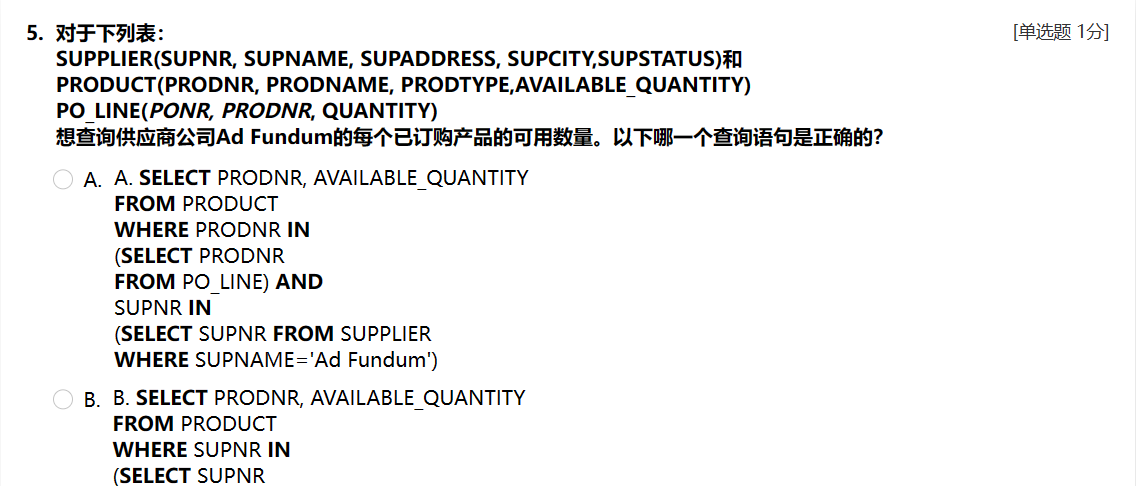 5. 对于下列表： [单选题 1分]
SUPPLIER(SUPNR, SUPNAME, SUPADDRESS, SUPCITY,SUPSTATUS)和
PRODUCT(PRODNR, PRODNAME, PRODTYPE,AVAILABLE_QUANTITY)
PO_LINE(PONR, PRODNR, QUANTITY)
想查询供应商公司Ad Fundum的每个已订购产品的可用数量。以下哪一个查询语句是正确的？
A. A. SELECT PRODNR, AVAILABLE_QUANTITY
FROM PRODUCT
WHERE PRODNR IN
(SELECT PRODNR
FROM PO_LINE) AND
SUPNR IN
(SELECT SUPNR FROM SUPPLIER
WHERE SUPNAME='Ad Fundum')
B. B. SELECT PRODNR, AVAILABLE_QUANTITY
FROM PRODUCT
WHERE SUPNR IN
(SELECT SUPNR